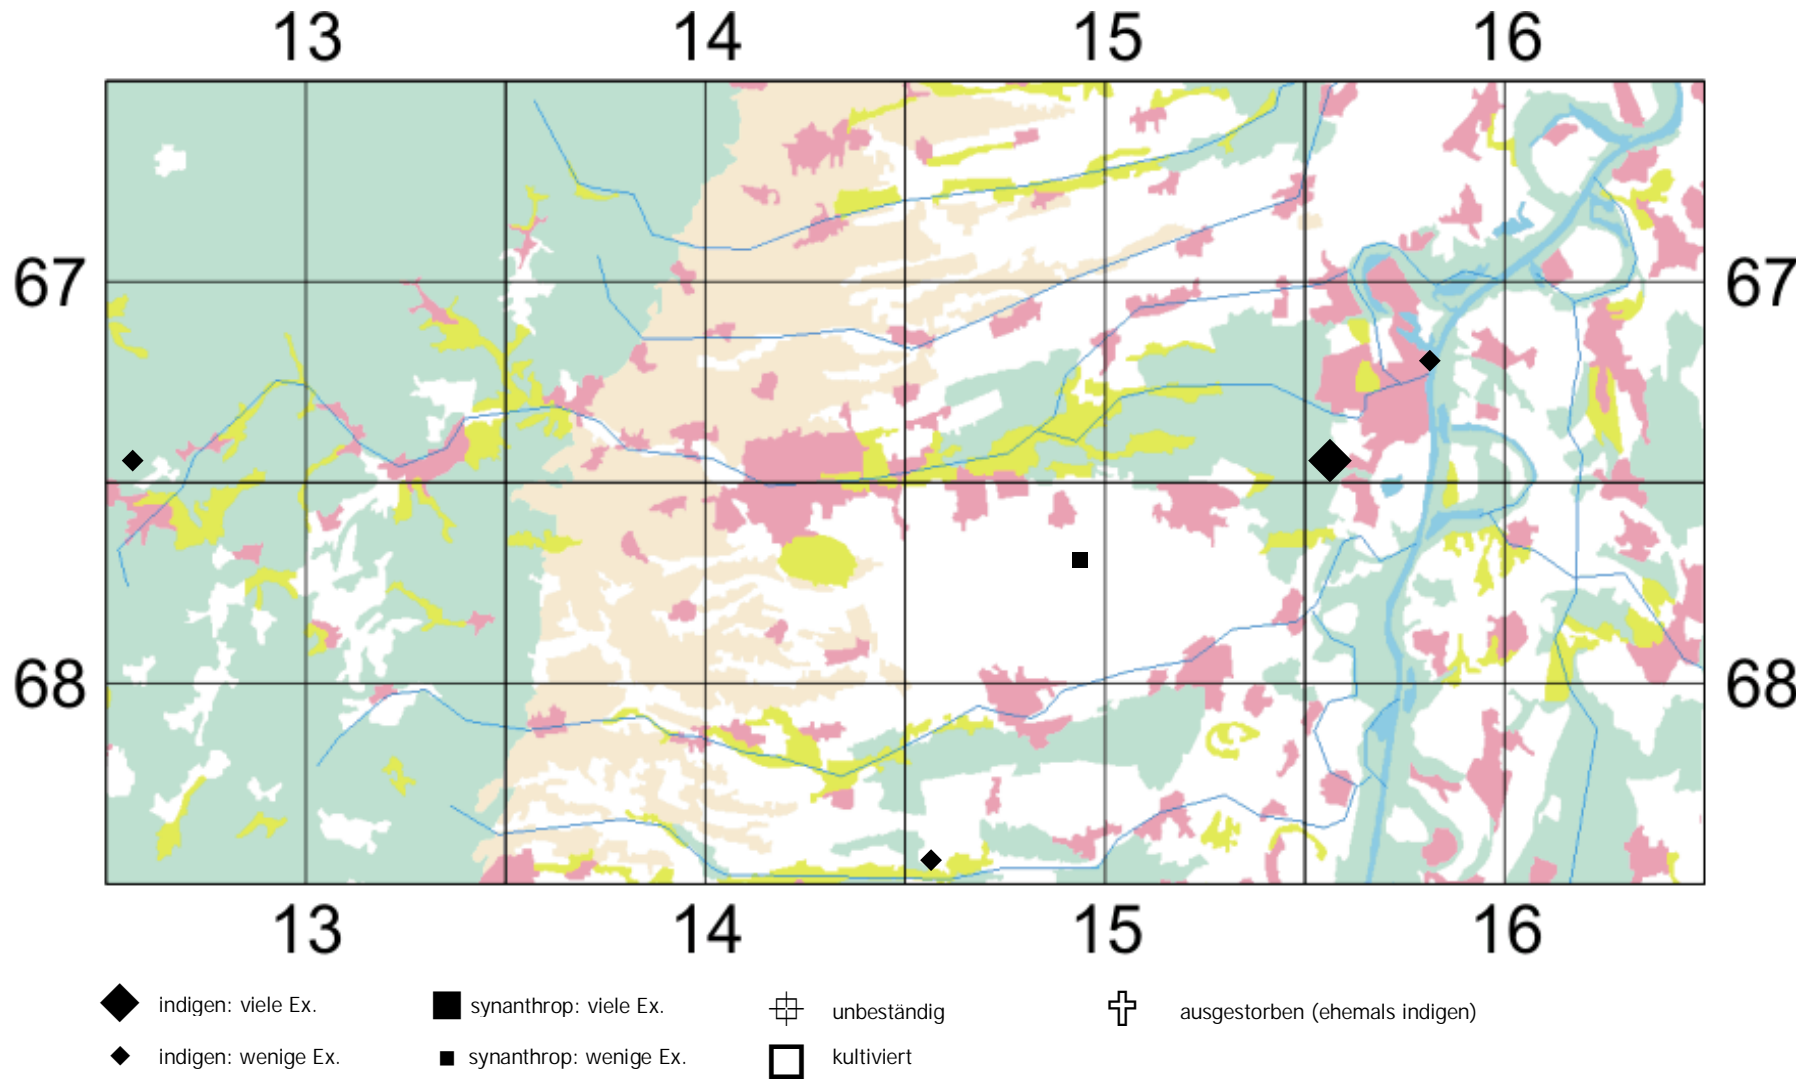 13 14 15 16
67 67
68 68
13 14 15 16
indigen: viele Ex. synanthrop: viele Ex. unbeständig ausgestorben (ehemals indigen)
indigen: wenige Ex. synanthrop: wenige Ex. kultiviert